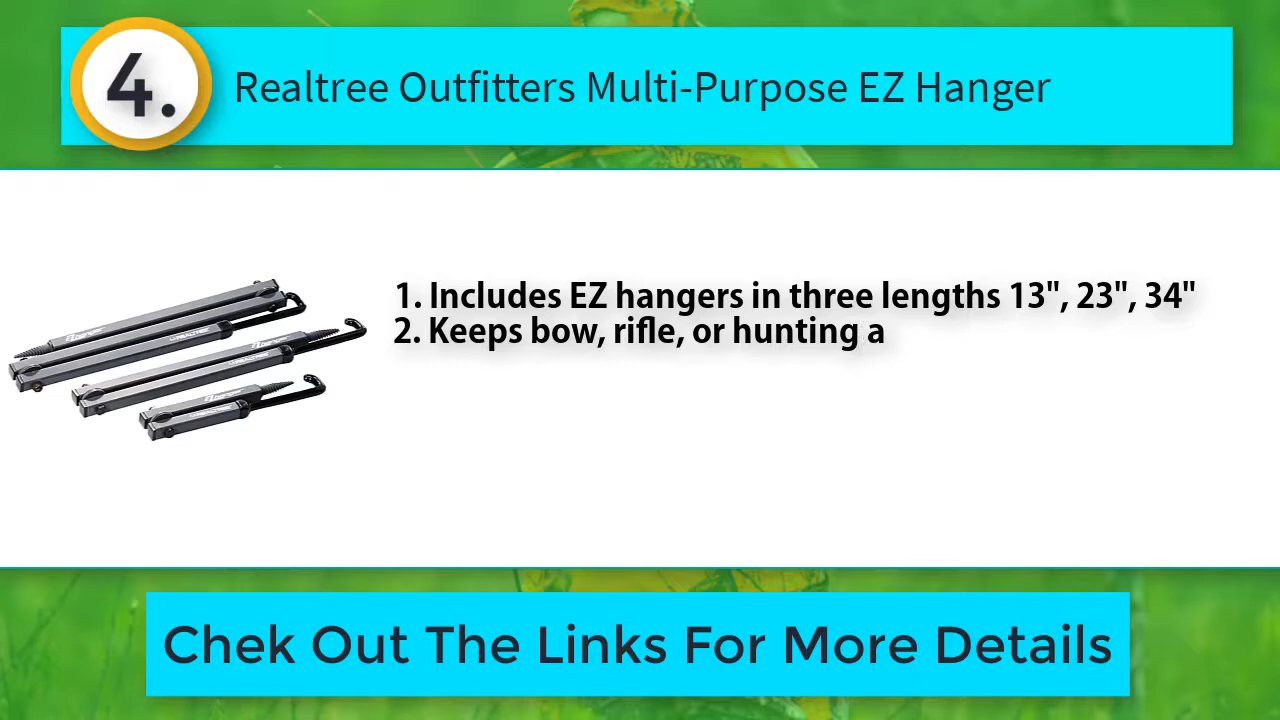 4.
Realtree Outfitters Multi-Purpose EZ Hanger
1. Includes EZ hangers in three lengths 13", 23", 34"
2. Keeps bow, rifle, or hunting a
Chek Out The Links For More Details